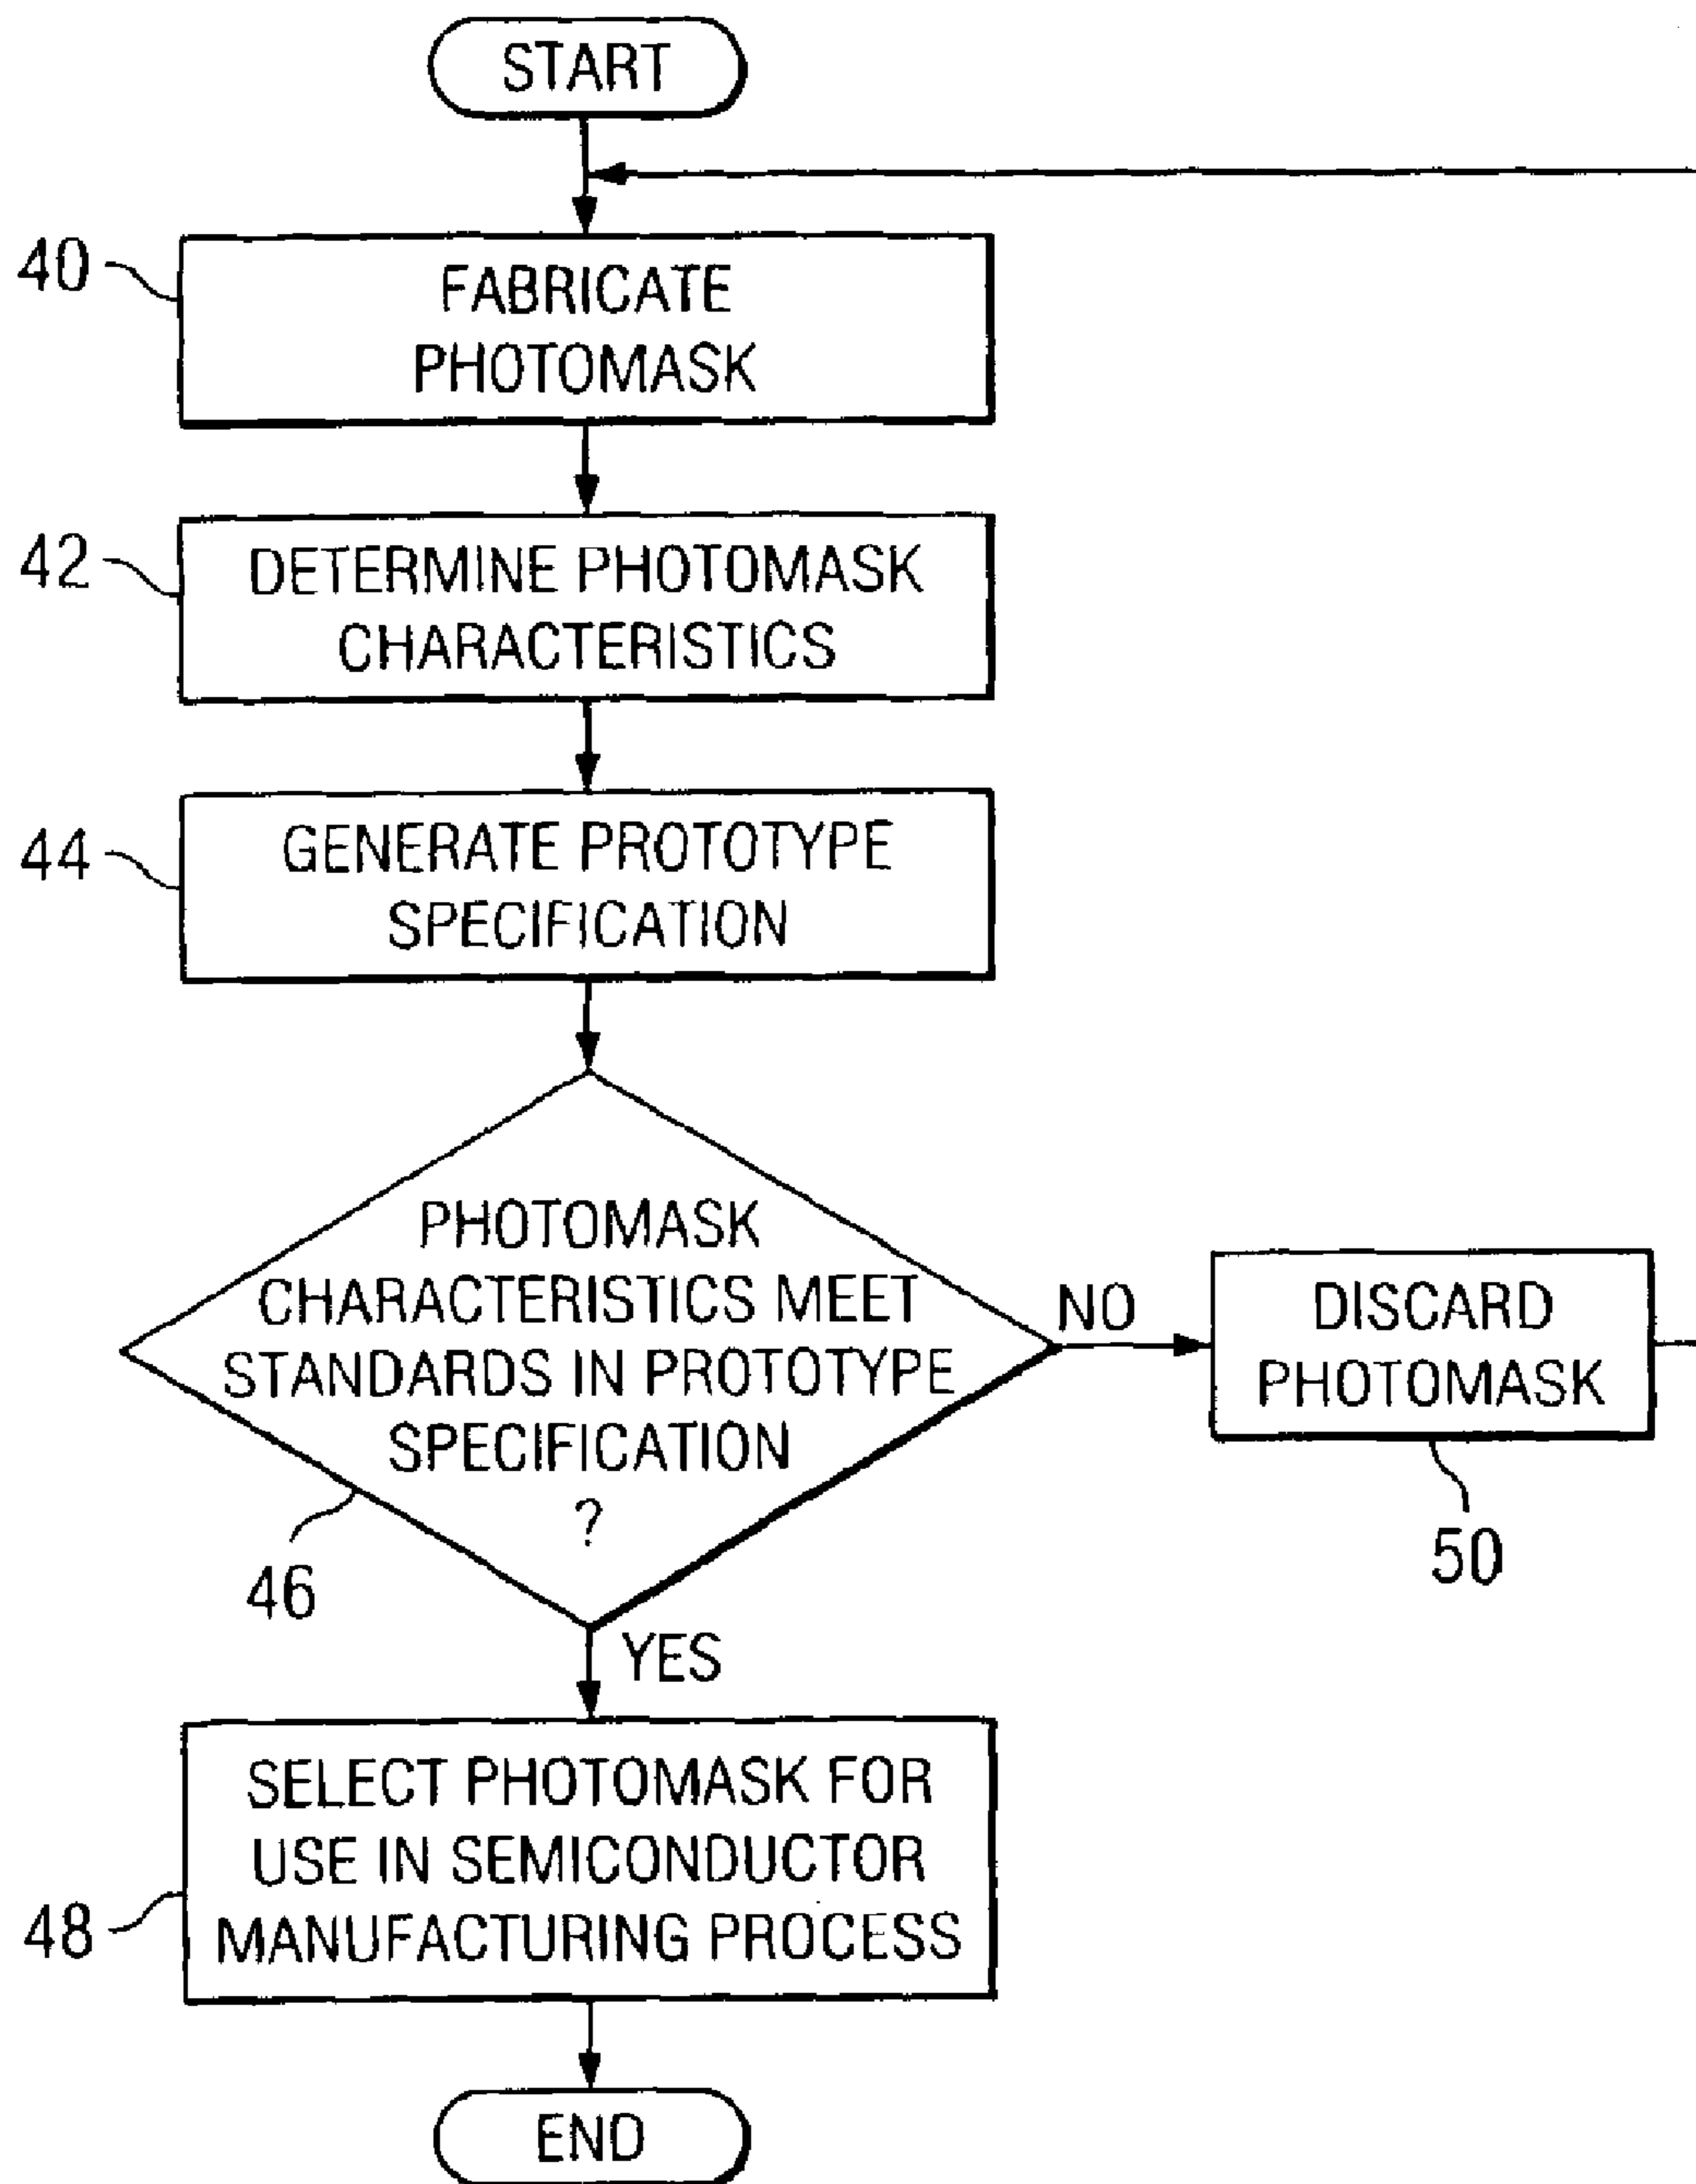 START
40
FABRICATE
PHOTOMASK
42
DETERMINE PHOTOMASK
CHARACTERISTICS
44
GENERATE PROTOTYPE
SPECIFICATION
PHOTOMASK
CHARACTERISTICS MEET
STANDARDS IN PROTOTYPE
SPECIFICATION
?
46
NO
DISCARD
PHOTOMASK
50
YES
48
SELECT PHOTOMASK FOR
USE IN SEMICONDUCTOR
MANUFACTURING PROCESS
END